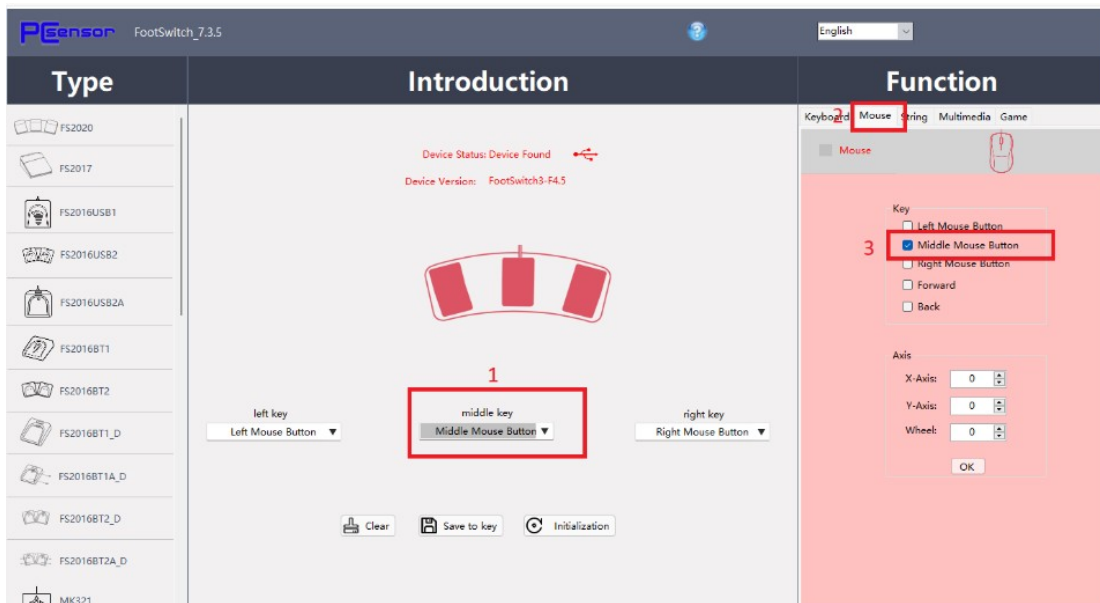 PCsensor FootSwitch_7.3.5 English
Type
Introduction
Function
FS2020
FS2017
FS2016USB1
FS2016USB2
FS2016USB2A
FS2016BT1
FS2016BT2
FS2016BT1_D
FS2016BT1A_D
FS2016BT2_D
FS2016BT2A_D
MK321
Device Status: Device Found
Device Version: FootSwitch3-F4.5
1
left key
middle key
right key
Left Mouse Button
Middle Mouse Button
Right Mouse Button
Clear
Save to key
Initialization
2
Keyboard Mouse String Multimedia Game
Mouse
Key
Left Mouse Button
3
Middle Mouse Button
Right Mouse Button
Forward
Back
Axis
X-Axis: 0
Y-Axis: 0
Wheel: 0
OK